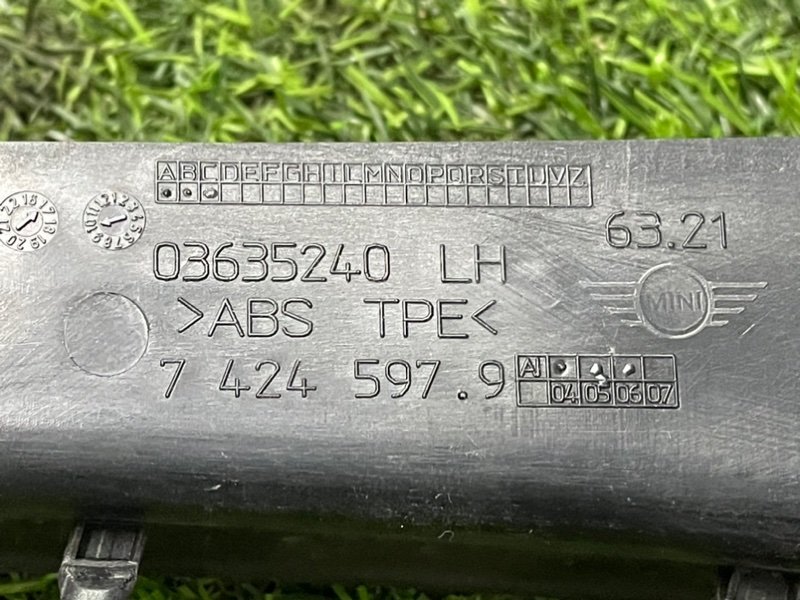 ABCDEFGHILMNOPQRSTUVZ
63.21
03635240 LH
MINI
>ABS TPE<
7 424 597.9
AJ
04 05 06 07